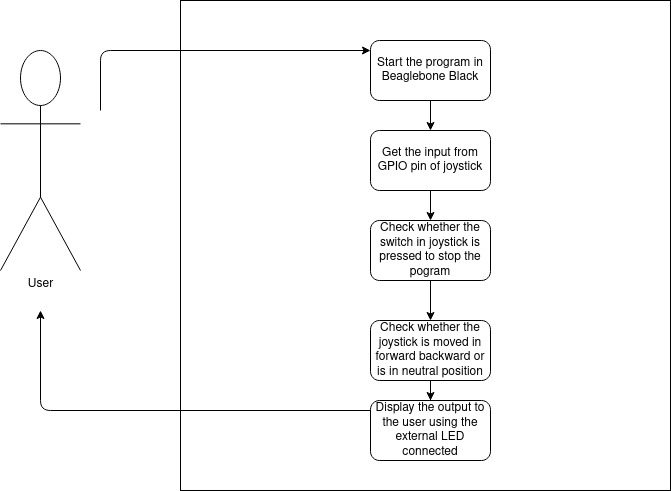 Start the program in
Beaglebone Black
Get the input from
GPIO pin of joystick
Check whether the
switch in joystick is
pressed to stop the
pogram
User
Check whether the
joystick is moved in
forward backward or
is in neutral position
Display the output to
the user using the
external LED
connected